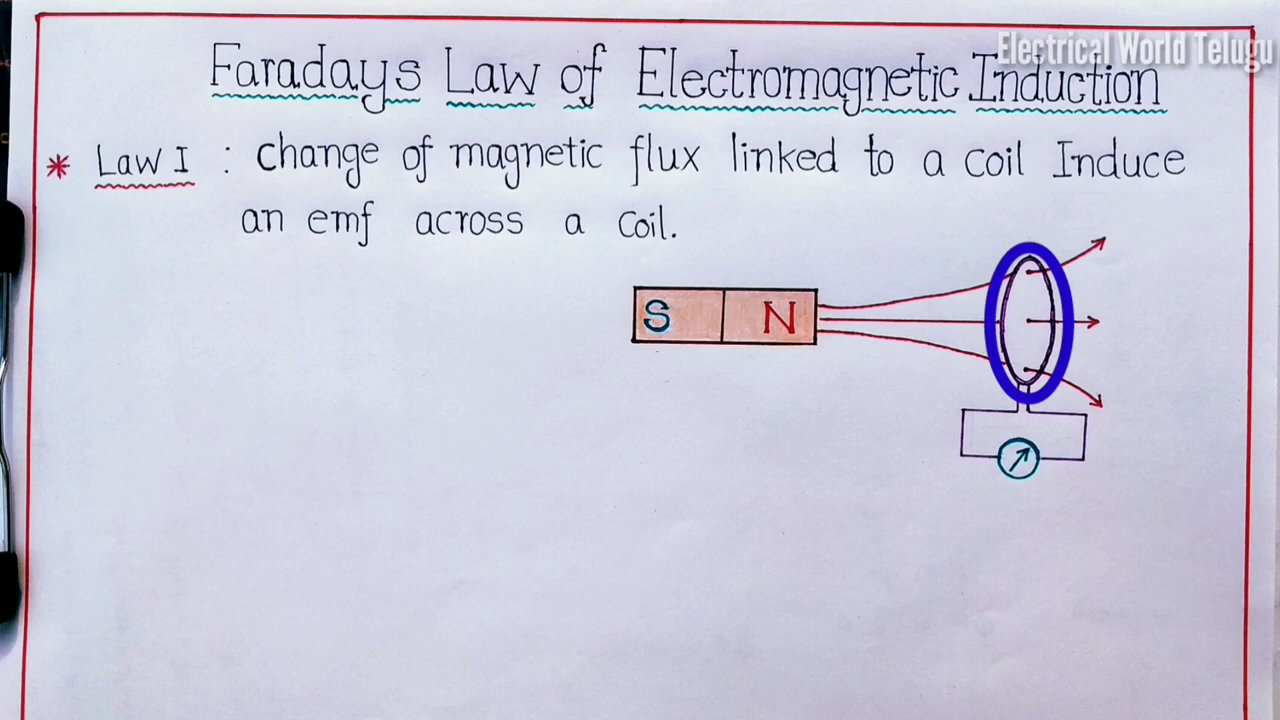 Electrical World Telugu
Faradays Law of Electromagnetic Induction
* Law I : change of magnetic flux linked to a coil Induce
an emf across a coil.
S N